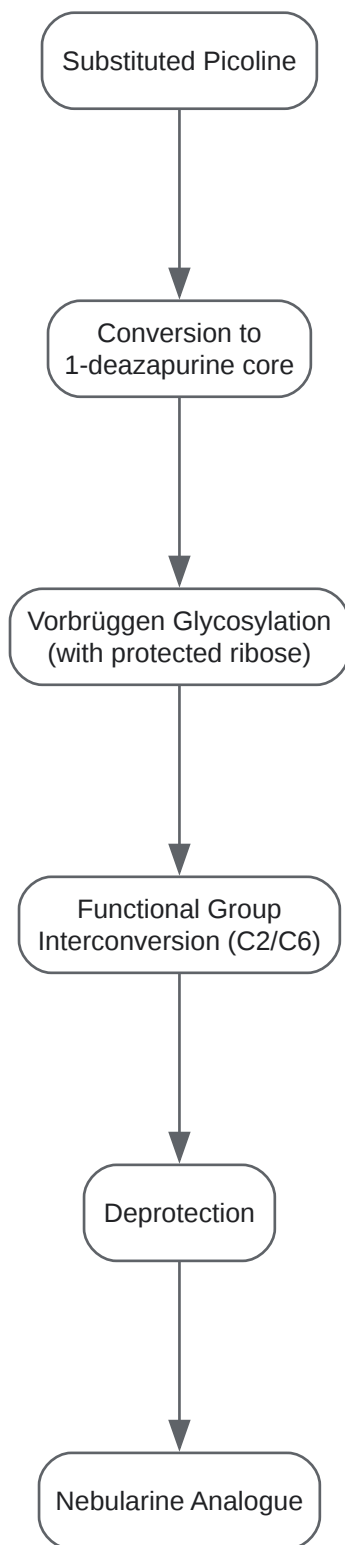 Substituted Picoline
Conversion to
1-deazapurine core
Vorbrüggen Glycosylation
(with protected ribose)
Functional Group
Interconversion (C2/C6)
Deprotection
Nebularine Analogue